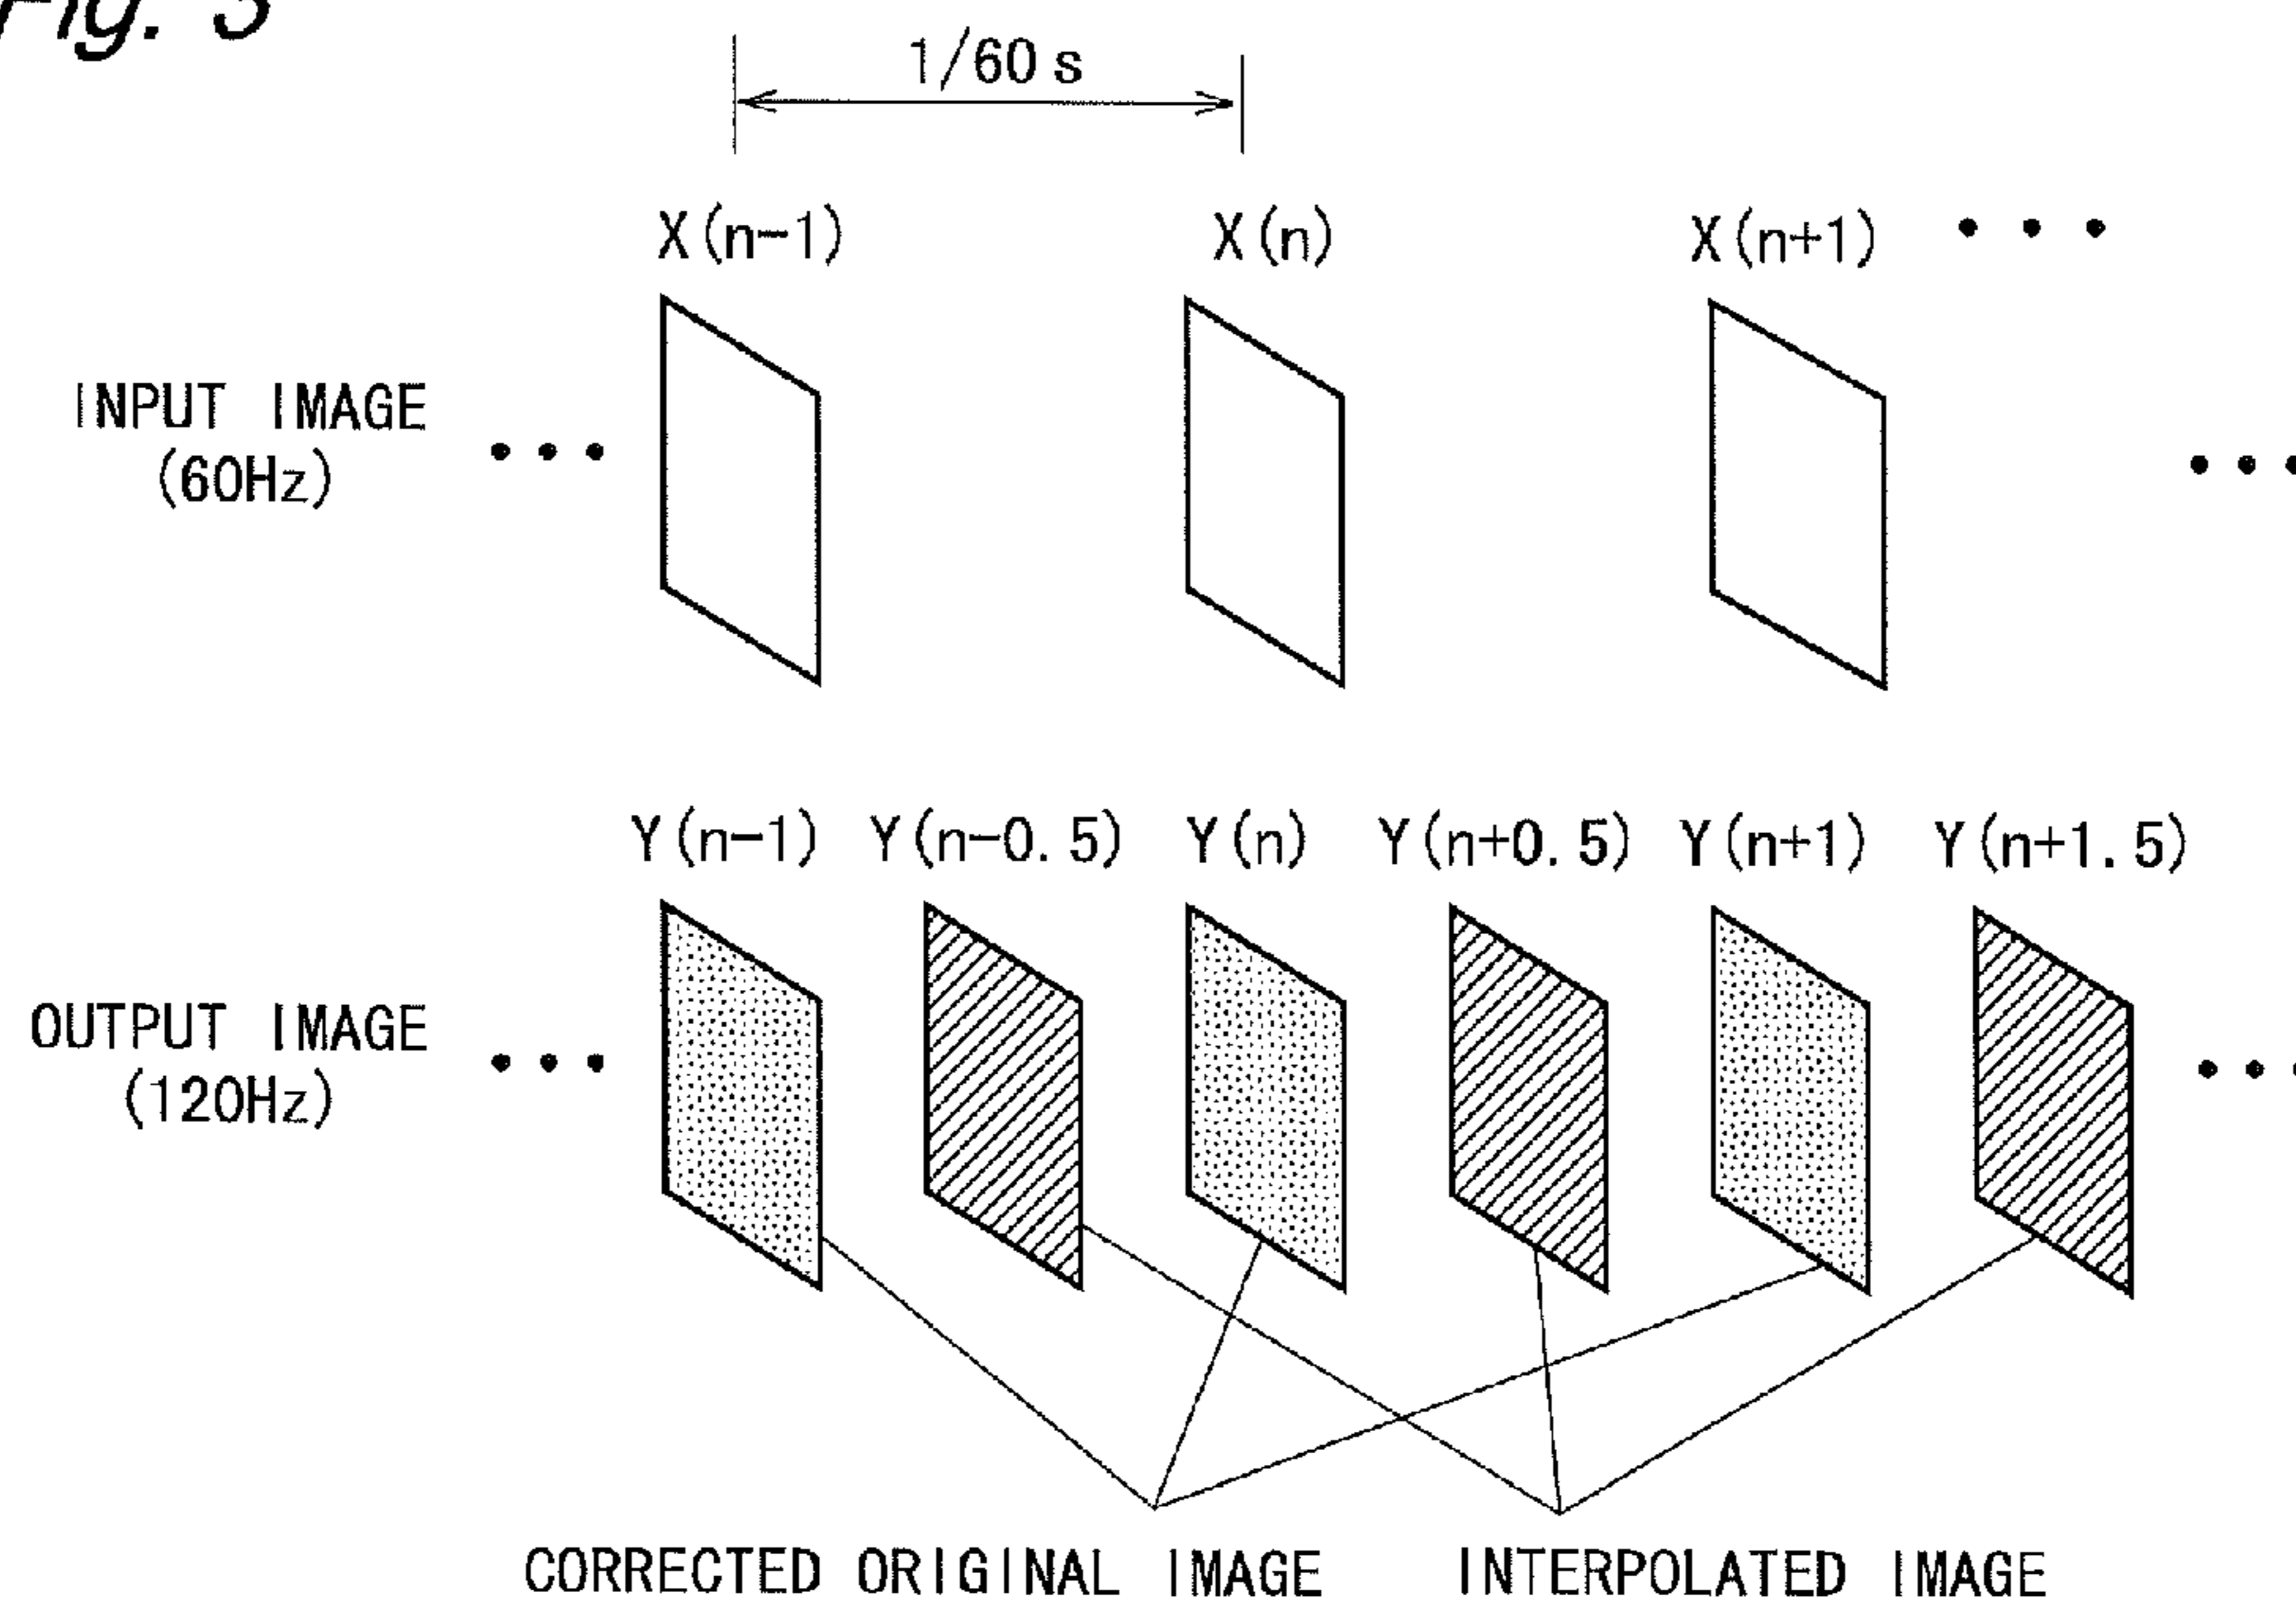 Fig. 3
1/60 s
X(n-1) X(n) X(n+1) • • •
INPUT IMAGE
(60Hz)
• • • • • •
Y(n-1) Y(n-0.5) Y(n) Y(n+0.5) Y(n+1) Y(n+1.5)
OUTPUT IMAGE
(120Hz)
• • • • • •
CORRECTED ORIGINAL IMAGE INTERPOLATED IMAGE